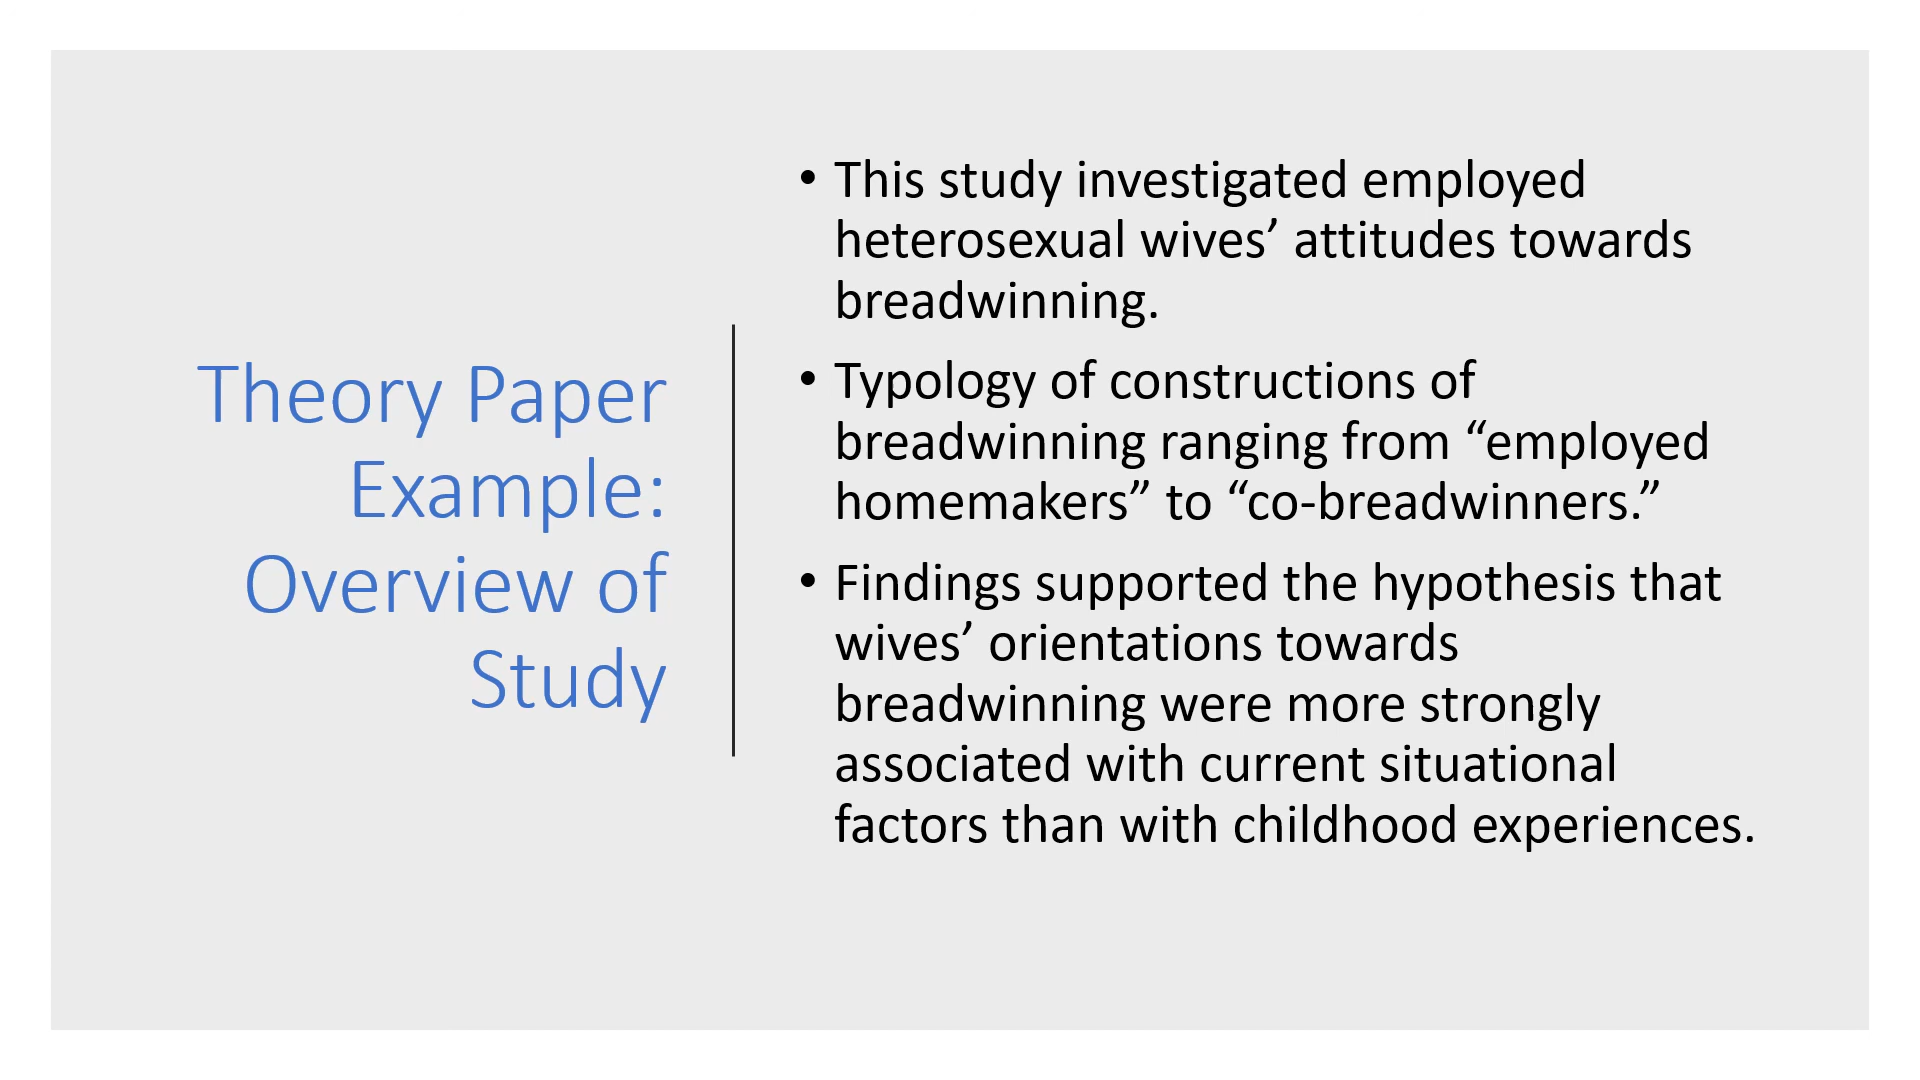 Theory Paper
Example:
Overview of
Study
• This study investigated employed
heterosexual wives’ attitudes towards
breadwinning.
• Typology of constructions of
breadwinning ranging from “employed
homemakers” to “co-breadwinners.”
• Findings supported the hypothesis that
wives’ orientations towards
breadwinning were more strongly
associated with current situational
factors than with childhood experiences.